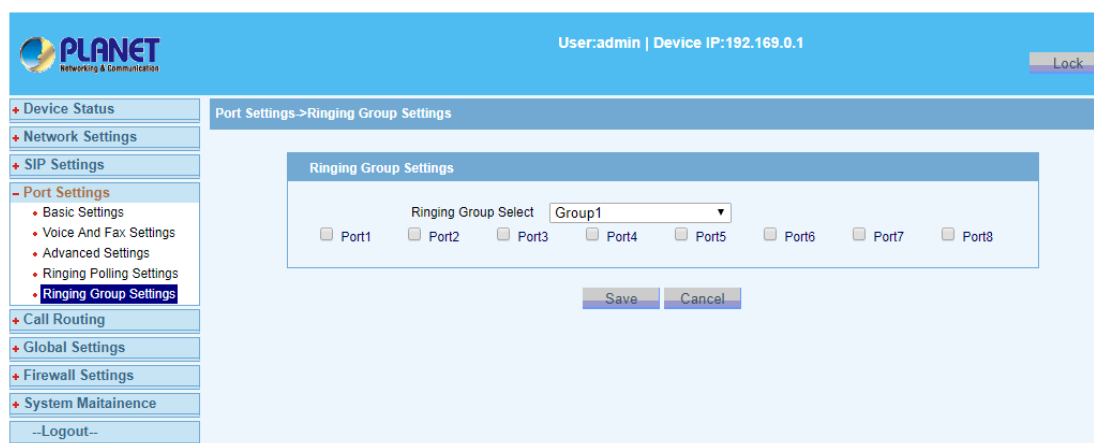 PLANET
Networking & Communication
User:admin | Device IP:192.169.0.1
Lock
+ Device Status
+ Network Settings
+ SIP Settings
- Port Settings
Basic Settings
Voice And Fax Settings
Advanced Settings
Ringing Polling Settings
Ringing Group Settings
+ Call Routing
+ Global Settings
+ Firewall Settings
+ System Maitainence
--Logout--
Port Settings->Ringing Group Settings
Ringing Group Settings
Ringing Group Select Group1
Port1 Port2 Port3 Port4 Port5 Port6 Port7 Port8
Save Cancel